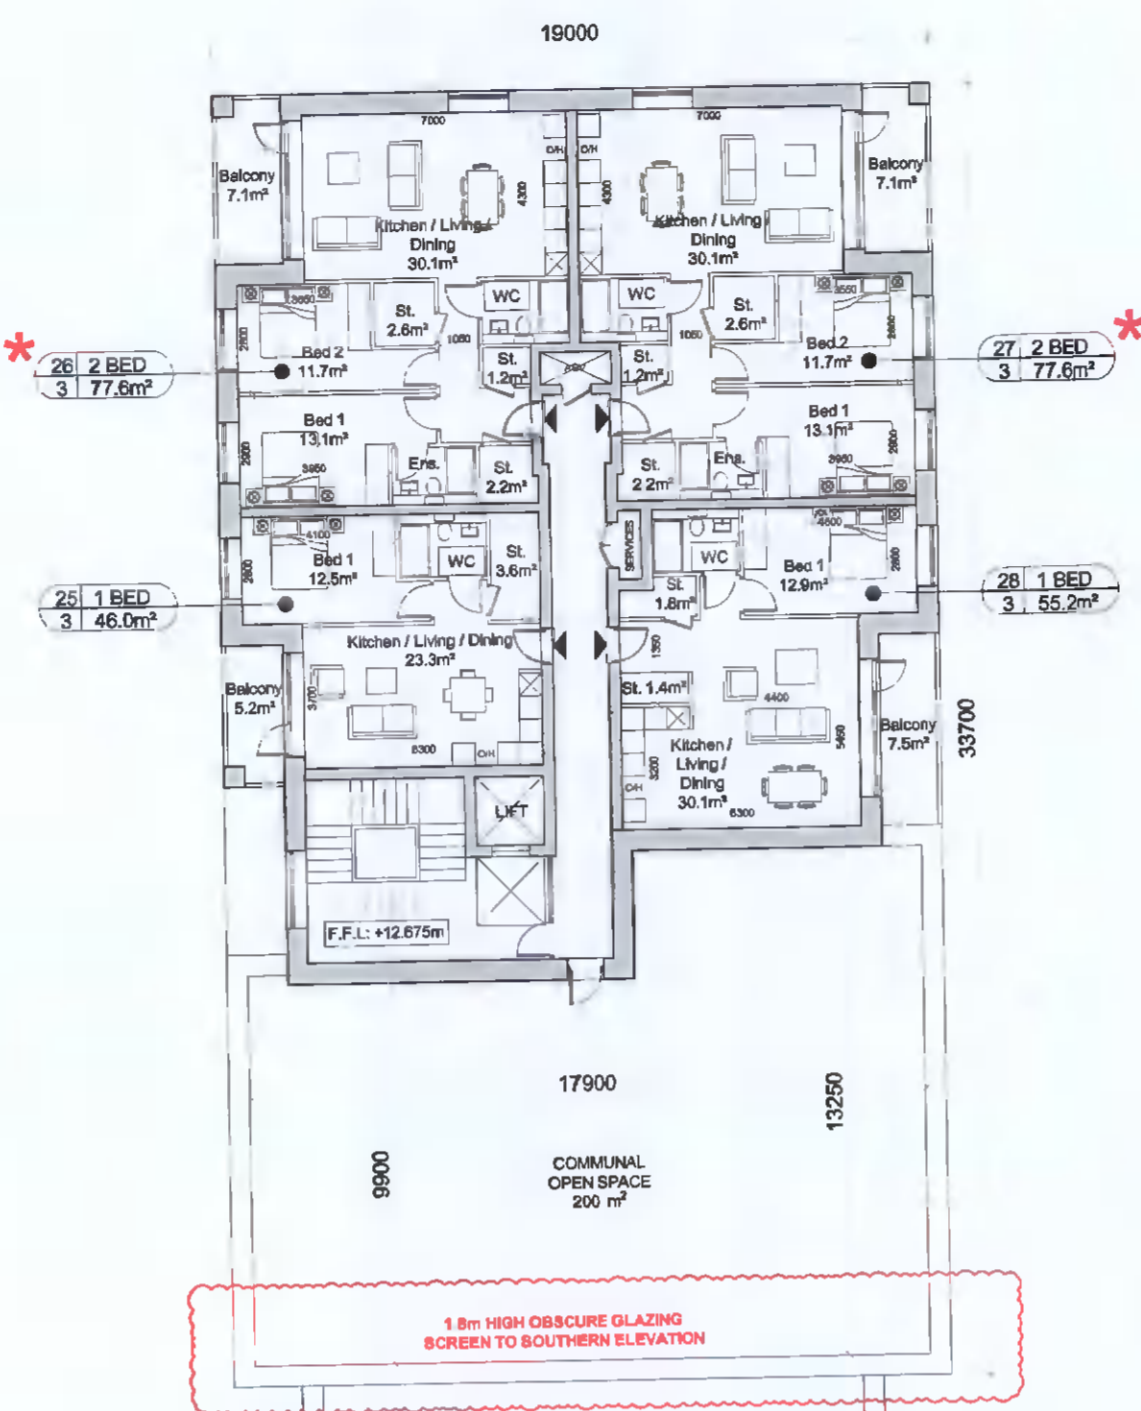 19000
7000
7000
O/H
O/H
Balcony
7.1m²
4300
4300
Balcony
7.1m²
Kitchen / Living /
Dining
30.1m²
Kitchen / Living /
Dining
30.1m²
WC
WC
St.
2.6m²
St.
2.6m²
3550
2800
2800
1050
1050
Bed 2
11.7m²
Bed 2
11.7m²
St.
1.2m²
St.
1.2m²
AOV
*
26 2 BED
3 77.6m²
27 2 BED
3 77.6m²
*
Bed 1
13.1m²
Bed 1
13.1m²
2900
3950
Ens.
St.
2.2m²
St.
2.2m²
Ens.
3950
2900
4100
2800
Bed 1
12.5m²
WC
St.
3.6m²
SERVICES
WC
St.
1.8m²
4600
2800
Bed 1
12.9m²
25 1 BED
3 46.0m²
28 1 BED
3 55.2m²
Kitchen / Living / Dining
23.3m²
1350
Balcony
5.2m²
3700
6300
O/H
St. 1.4m²
4400
5450
Balcony
7.5m²
33700
Kitchen /
Living /
Dining
30.1m²
3200
O/H
6300
LIFT
F.F.L: +12.675m
17900
13250
9900
COMMUNAL
OPEN SPACE
200 m²
1.8m HIGH OBSCURE GLAZING
SCREEN TO SOUTHERN ELEVATION